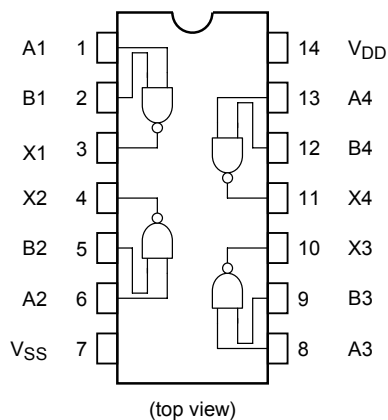 A1 1 14 VDD
B1 2 13 A4
X1 3 12 B4
X2 4 11 X4
B2 5 10 X3
A2 6 9 B3
VSS 7 8 A3
(top view)